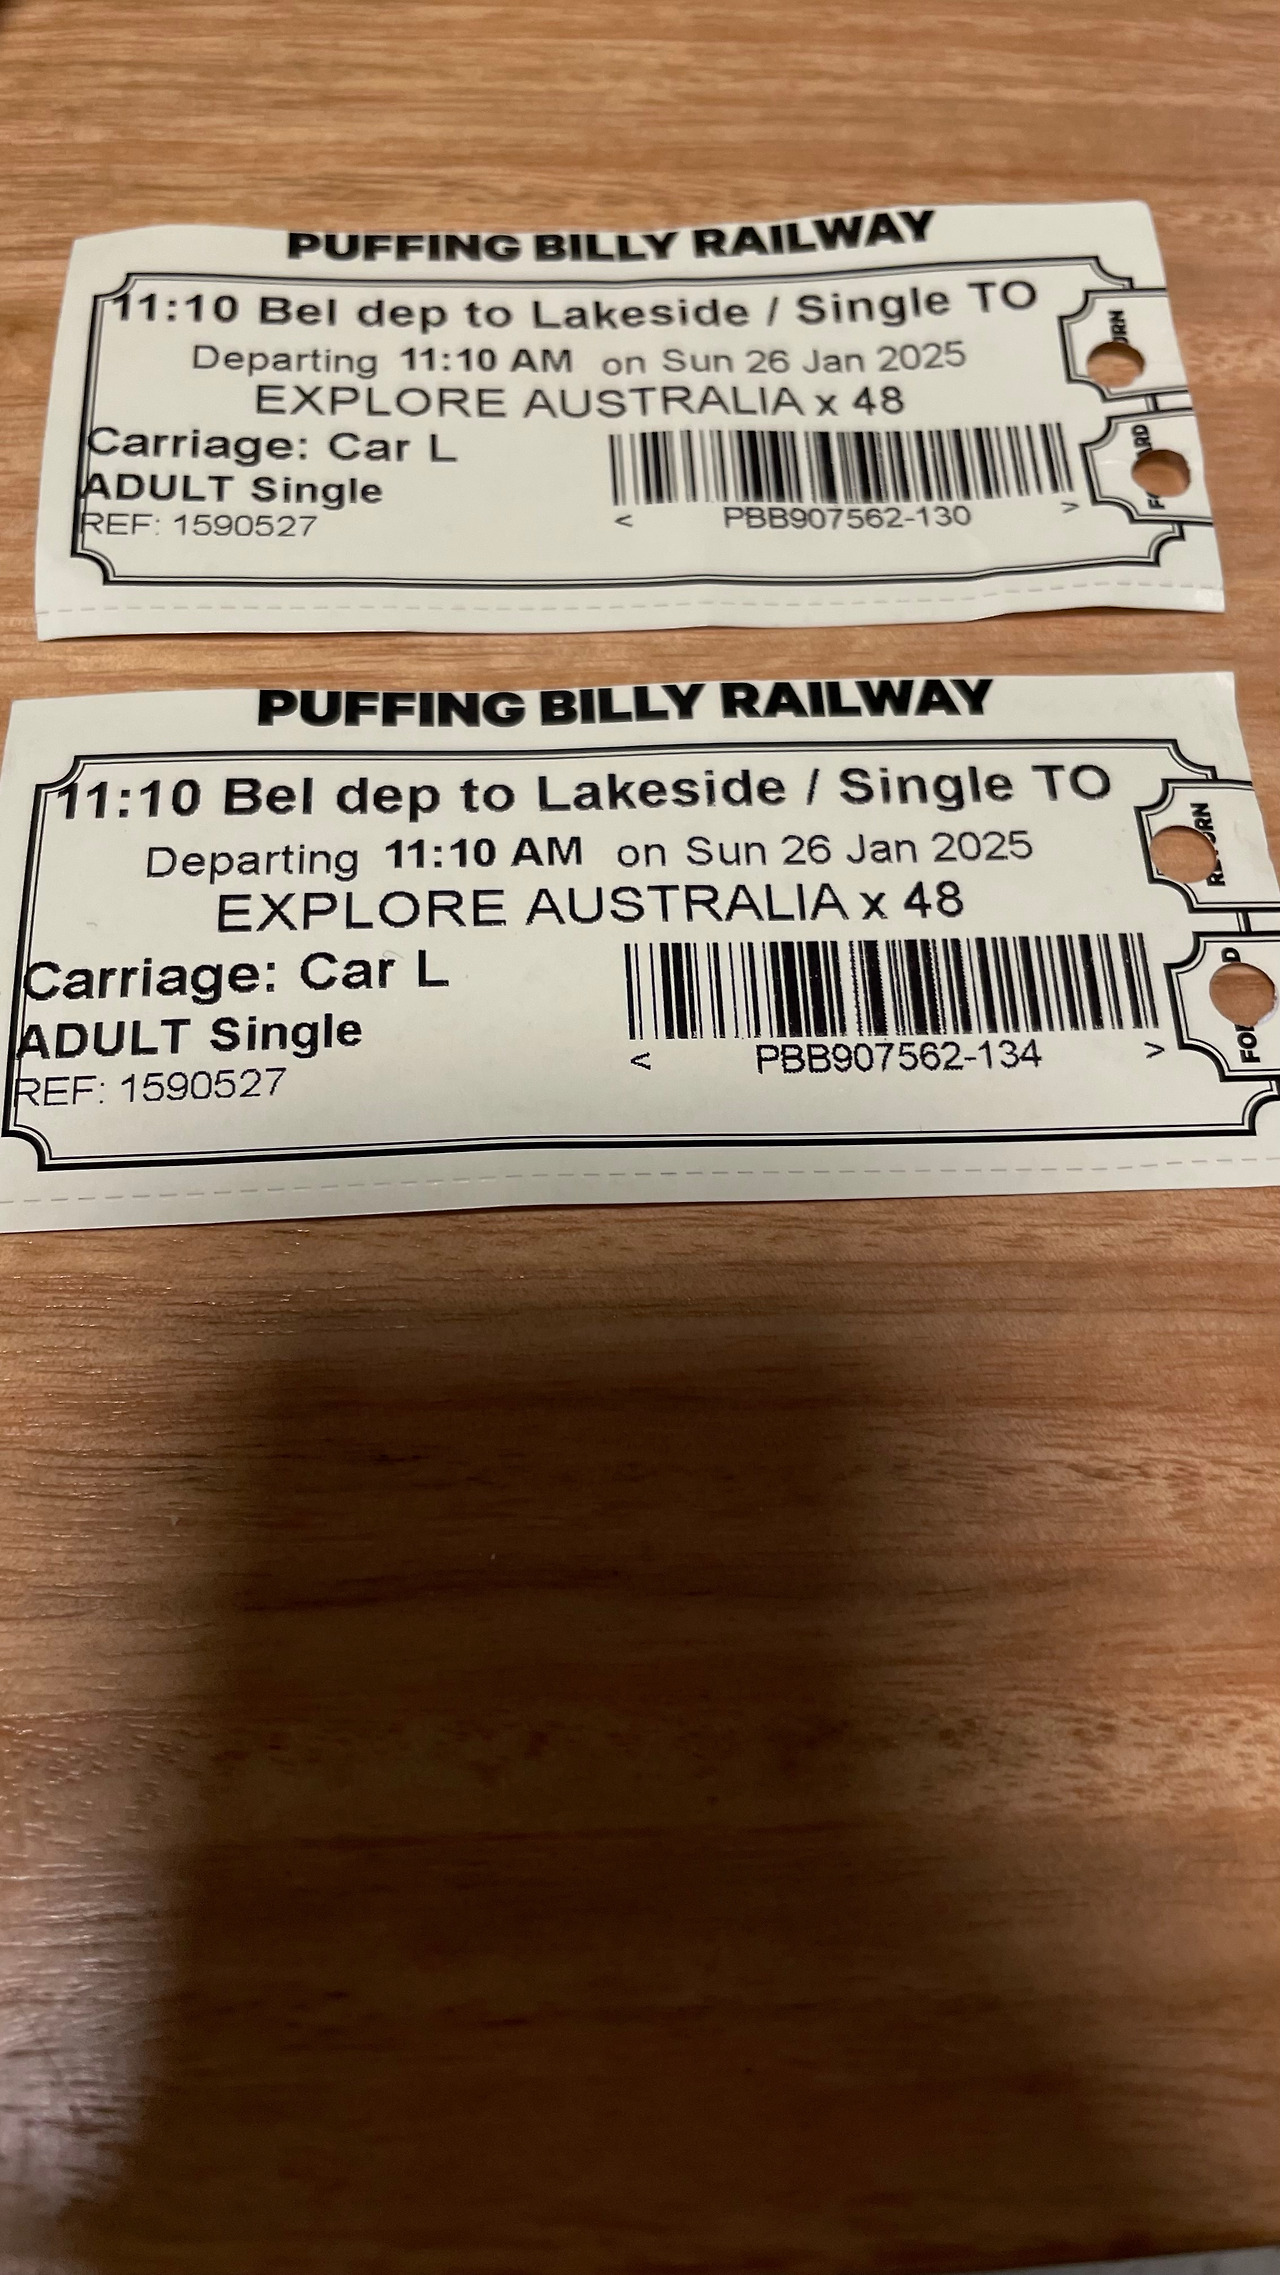 PUFFING BILLY RAILWAY
11:10 Bel dep to Lakeside / Single TO
Departing 11:10 AM on Sun 26 Jan 2025
EXPLORE AUSTRALIA x 48
Carriage: Car L
ADULT Single
REF: 1590527
< PBB907562-130 >
PUFFING BILLY RAILWAY
11:10 Bel dep to Lakeside / Single TO
Departing 11:10 AM on Sun 26 Jan 2025
EXPLORE AUSTRALIA x 48
Carriage: Car L
ADULT Single
REF: 1590527
< PBB907562-134 >